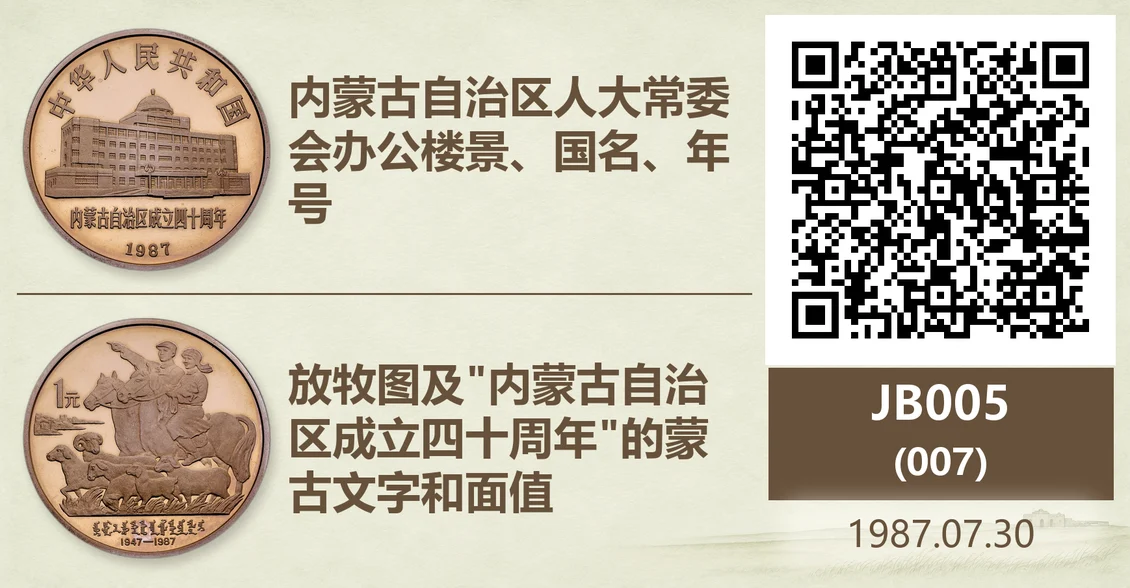 中华人民共和国
内蒙古自治区成立四十周年
1987
内蒙古自治区人大常委
会办公楼景、国名、年
号
1元
1947—1987
放牧图及"内蒙古自治
区成立四十周年"的蒙
古文字和面值
JB005
(007)
1987.07.30